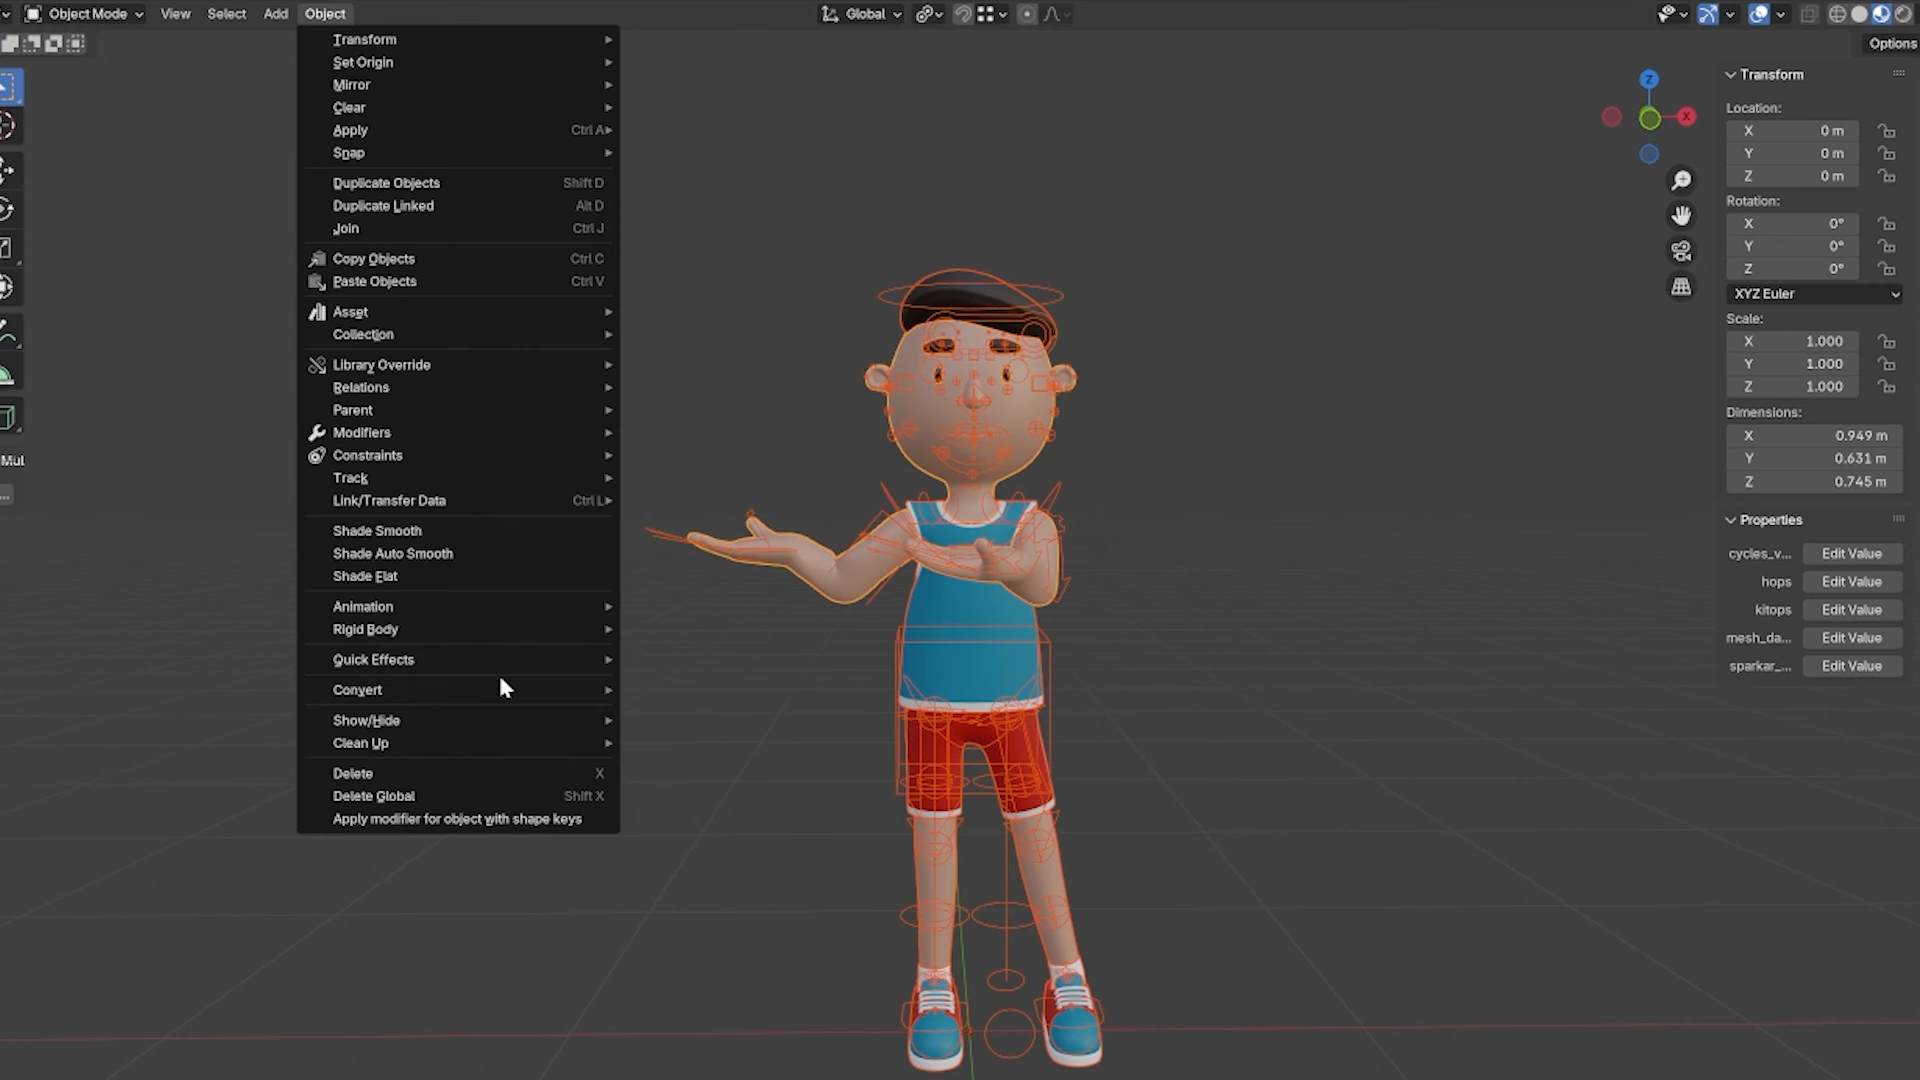 Object Mode View Select Add Object Global
Options
Transform
Set Origin
Mirror
Clear
Apply Ctrl A
Snap
Duplicate Objects Shift D
Duplicate Linked Alt D
Join Ctrl J
Copy Objects Ctrl C
Paste Objects Ctrl V
Asset
Collection
Library Override
Relations
Parent
Modifiers
Constraints
Track
Link/Transfer Data Ctrl L
Shade Smooth
Shade Auto Smooth
Shade Flat
Animation
Rigid Body
Quick Effects
Convert
Show/Hide
Clean Up
Delete X
Delete Global Shift X
Apply modifier for object with shape keys
Mul
...
Z
X
Transform
Location:
X 0 m
Y 0 m
Z 0 m
Rotation:
X 0°
Y 0°
Z 0°
XYZ Euler
Scale:
X 1.000
Y 1.000
Z 1.000
Dimensions:
X 0.949 m
Y 0.631 m
Z 0.745 m
Properties
cycles_v... Edit Value
hops Edit Value
kitops Edit Value
mesh_da... Edit Value
sparkar_... Edit Value